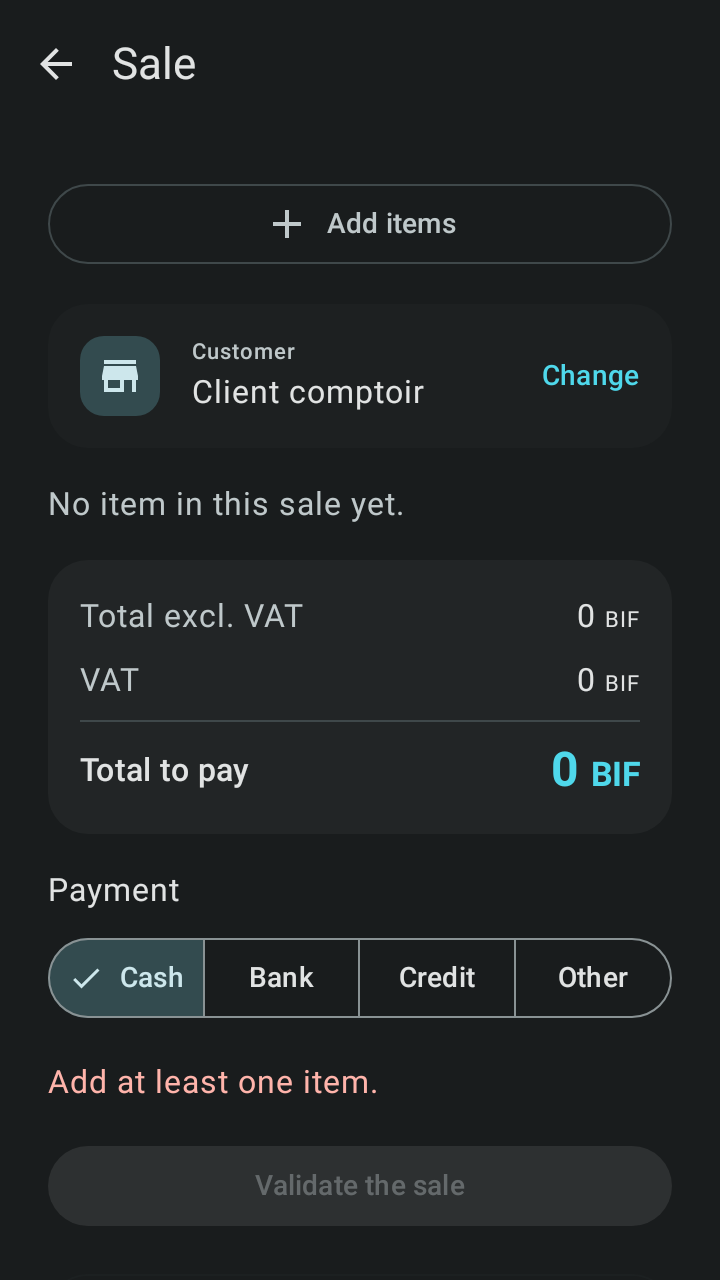 Sale
Add items
Customer
Client comptoir
Change
No item in this sale yet.
Total excl. VAT 0 BIF
VAT 0 BIF
Total to pay 0 BIF
Payment
Cash Bank Credit Other
Add at least one item.
Validate the sale